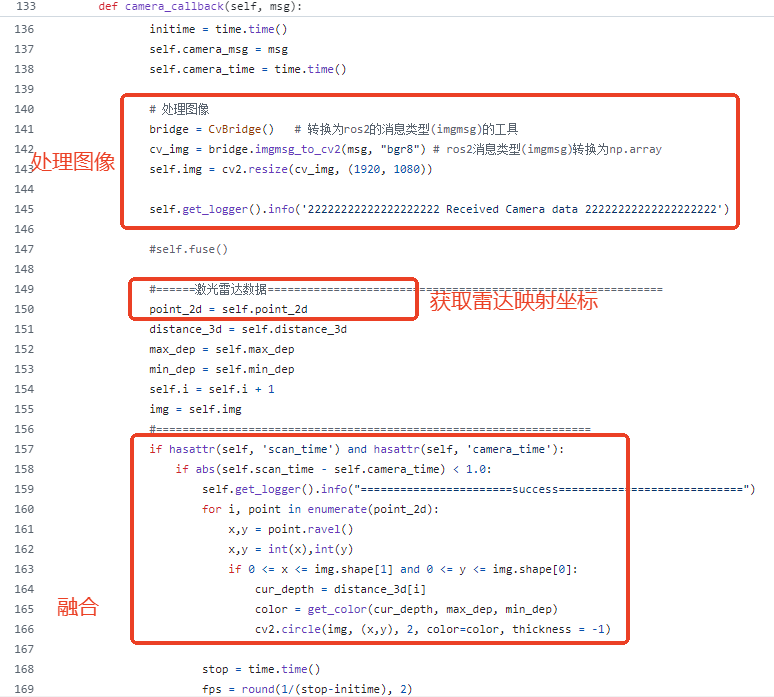 133 def camera_callback(self, msg):
136 initime = time.time()
137 self.camera_msg = msg
138 self.camera_time = time.time()
139
140 # 处理图像
141 bridge = CvBridge() # 转换为ros2的消息类型(imgmsg)的工具
142 cv_img = bridge.imgmsg_to_cv2(msg, "bgr8") # ros2消息类型(imgmsg)转换为np.array
处理图像
143 self.img = cv2.resize(cv_img, (1920, 1080))
144
145 self.get_logger().info('22222222222222222222 Received Camera data 22222222222222222222')
146
147 #self.fuse()
148
149 #======激光雷达数据============================================================
获取雷达映射坐标
150 point_2d = self.point_2d
151 distance_3d = self.distance_3d
152 max_dep = self.max_dep
153 min_dep = self.min_dep
154 self.i = self.i + 1
155 img = self.img
156 #==================================================================
157 if hasattr(self, 'scan_time') and hasattr(self, 'camera_time'):
158 if abs(self.scan_time - self.camera_time) < 1.0:
159 self.get_logger().info("=======================success============================")
160 for i, point in enumerate(point_2d):
161 x,y = point.ravel()
162 x,y = int(x),int(y)
163 if 0 <= x <= img.shape[1] and 0 <= y <= img.shape[0]:
164 cur_depth = distance_3d[i]
融合
165 color = get_color(cur_depth, max_dep, min_dep)
166 cv2.circle(img, (x,y), 2, color=color, thickness = -1)
167
168 stop = time.time()
169 fps = round(1/(stop-initime), 2)